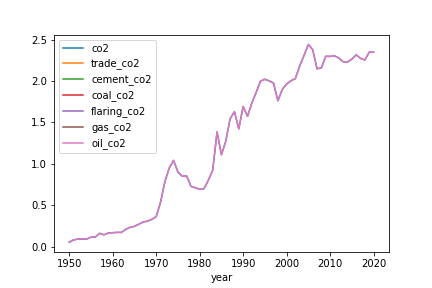 2.5
2.0
1.5
1.0
0.5
0.0
co2
trade_co2
cement_co2
coal_co2
flaring_co2
gas_co2
oil_co2
1950 1960 1970 1980 1990 2000 2010 2020
year